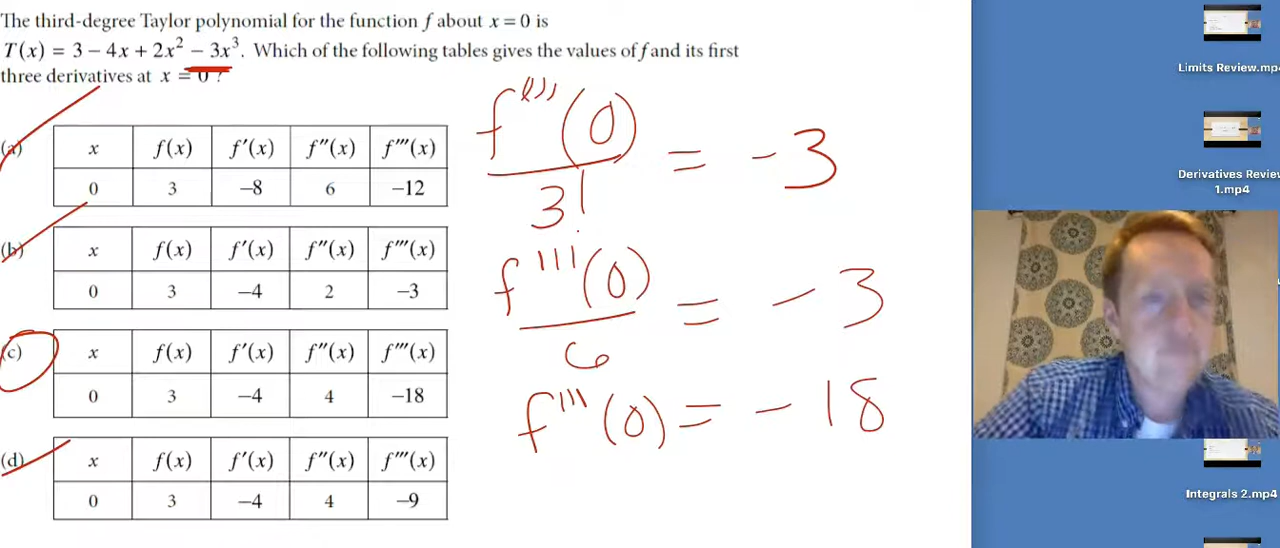 The third-degree Taylor polynomial for the function f about x = 0 is
T(x) = 3 − 4x + 2x² − 3x³. Which of the following tables gives the values of f and its first
three derivatives at x = 0 ?
(a) x f(x) f′(x) f″(x) f‴(x)
0 3 −8 6 −12
(b) x f(x) f′(x) f″(x) f‴(x)
0 3 −4 2 −3
(c) x f(x) f′(x) f″(x) f‴(x)
0 3 −4 4 −18
(d) x f(x) f′(x) f″(x) f‴(x)
0 3 −4 4 −9
f‴(0)
3!
= −3
f‴(0)
6
= −3
f‴(0) = −18
Limits Review.mp4
Derivatives Review
1.mp4
Integrals 2.mp4